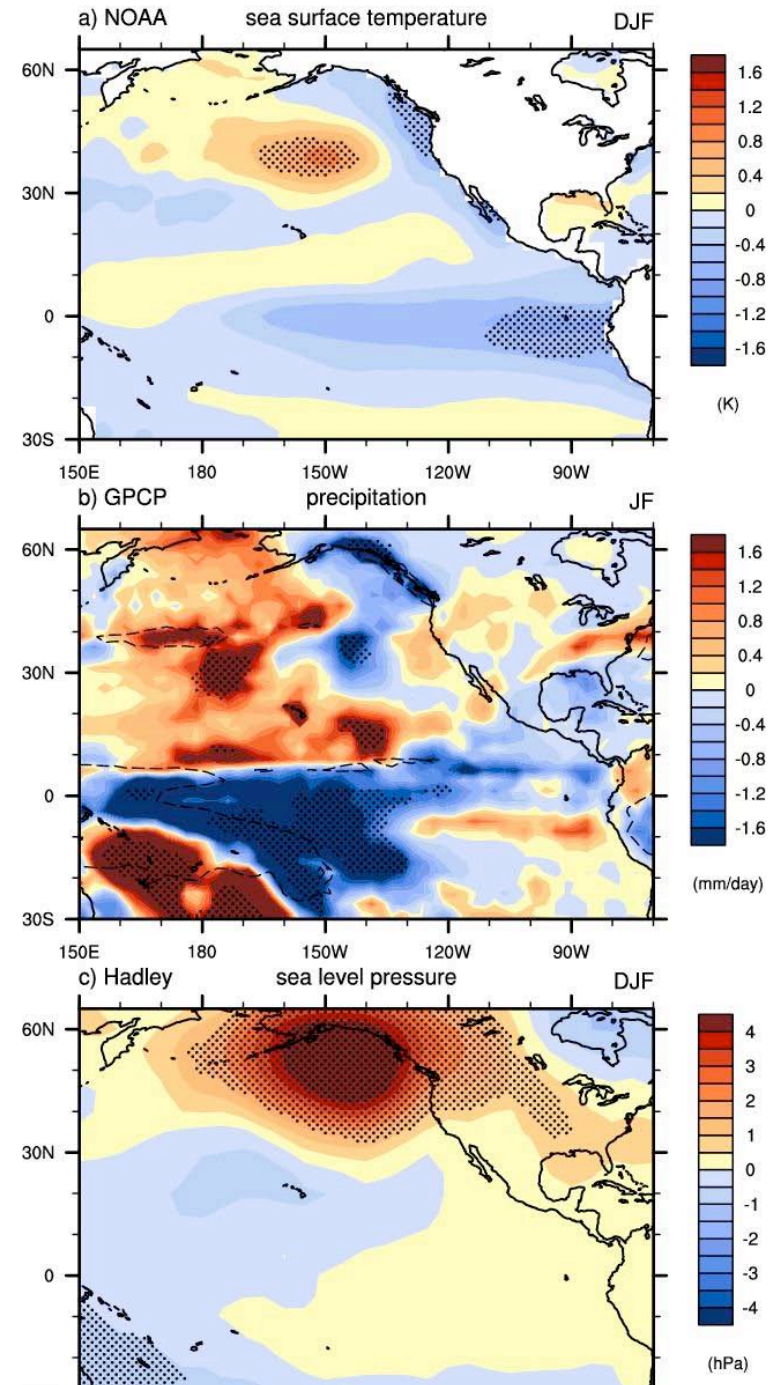 a) NOAA sea surface temperature DJF
60N
30N
0
30S
150E 180 150W 120W 90W
1.6
1.2
0.8
0.4
0
-0.4
-0.8
-1.2
-1.6
(K)
b) GPCP precipitation JF
60N
30N
0
30S
150E 180 150W 120W 90W
1.6
1.2
0.8
0.4
0
-0.4
-0.8
-1.2
-1.6
(mm/day)
c) Hadley sea level pressure DJF
60N
30N
0
4
3
2
1
0
-1
-2
-3
-4
(hPa)